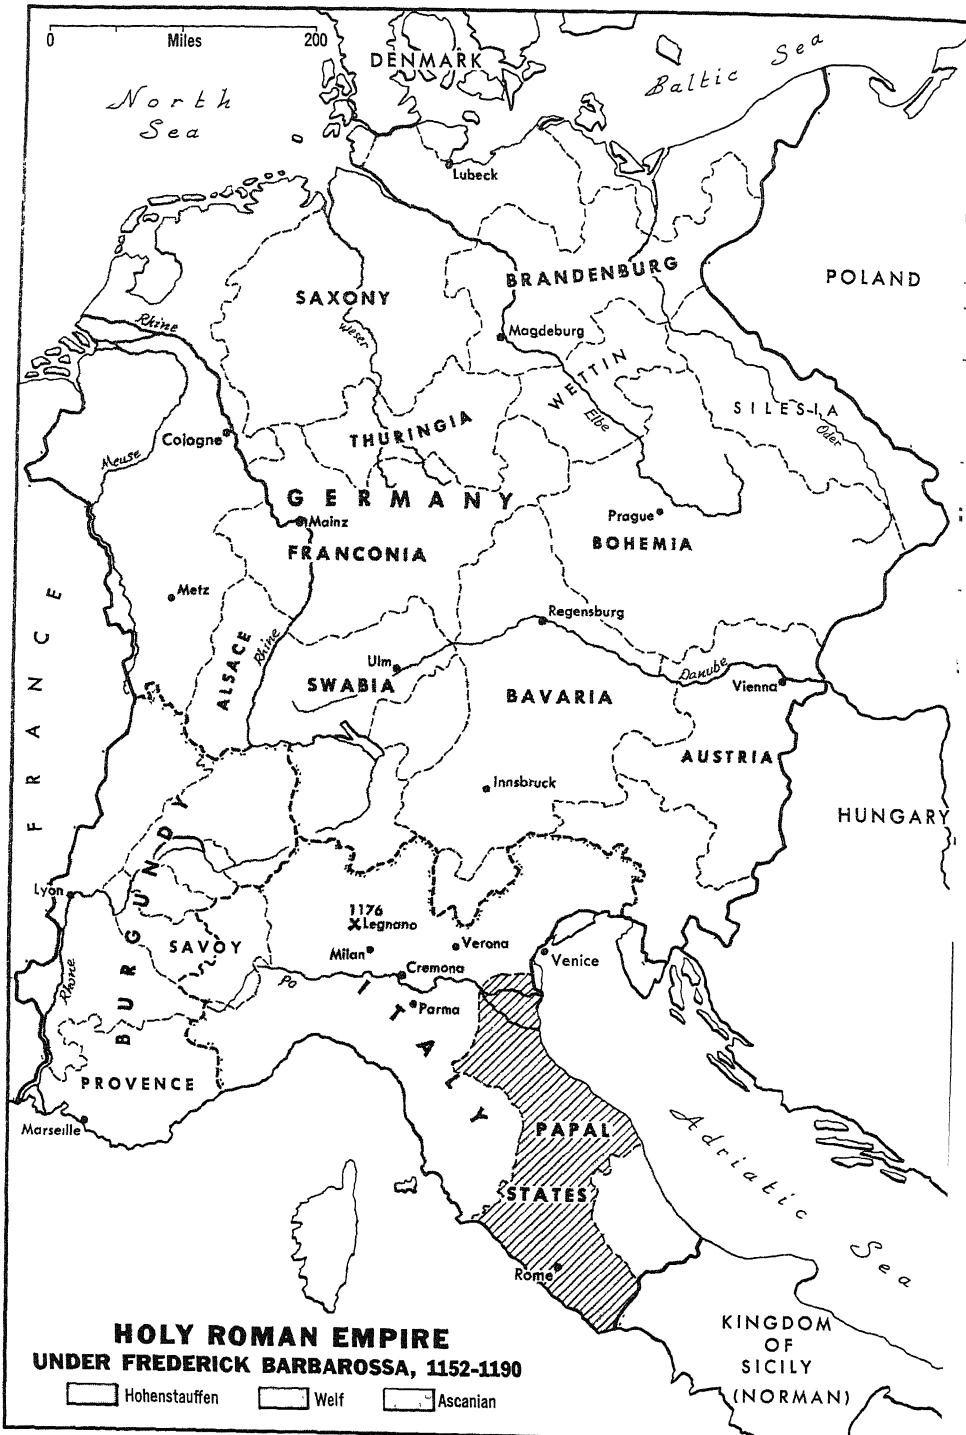 0 Miles 200
DENMARK
Baltic Sea
North
Sea
Lubeck
BRANDENBURG
POLAND
SAXONY
Rhine
Weser
Magdeburg
WETTIN
Elbe
SILESIA
Oder
THURINGIA
Cologne
Meuse
GERMANY
Mainz
Prague
FRANCONIA
BOHEMIA
Metz
FRANCE
Regensburg
ALSACE
Rhine
Ulm
SWABIA
BAVARIA
Danube
Vienna
AUSTRIA
Innsbruck
HUNGARY
BURGUNDY
Lyon
1176
X Legnano
SAVOY
Milan
Verona
Venice
Cremona
Po
Rhone
Parma
ITALY
PROVENCE
Marseille
PAPAL
STATES
Adriatic Sea
Rome
HOLY ROMAN EMPIRE
UNDER FREDERICK BARBAROSSA, 1152-1190
Hohenstauffen Welf Ascanian
KINGDOM
OF
SICILY
(NORMAN)